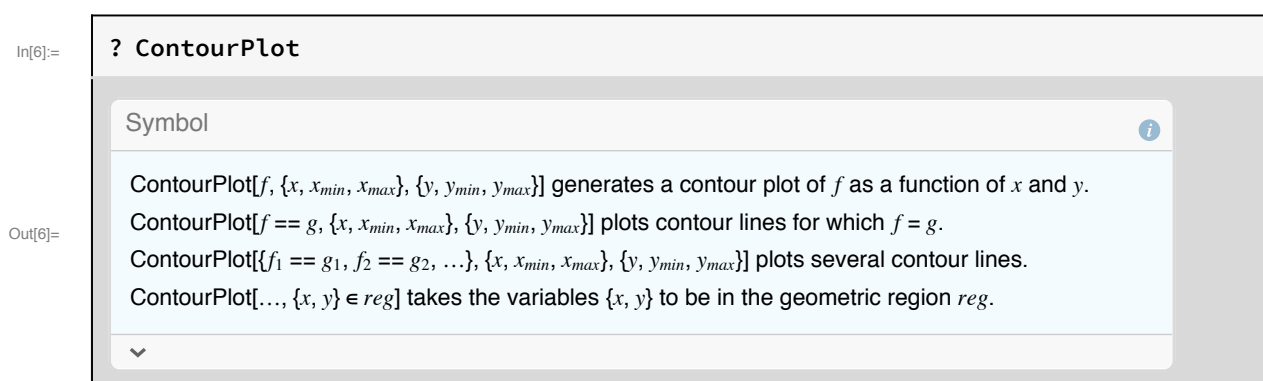 In[6]:=
? ContourPlot
Symbol
i
Out[6]=
ContourPlot[f, {x, xmin, xmax}, {y, ymin, ymax}] generates a contour plot of f as a function of x and y.
ContourPlot[f == g, {x, xmin, xmax}, {y, ymin, ymax}] plots contour lines for which f = g.
ContourPlot[{f1 == g1, f2 == g2, …}, {x, xmin, xmax}, {y, ymin, ymax}] plots several contour lines.
ContourPlot[…, {x, y} ∈ reg] takes the variables {x, y} to be in the geometric region reg.